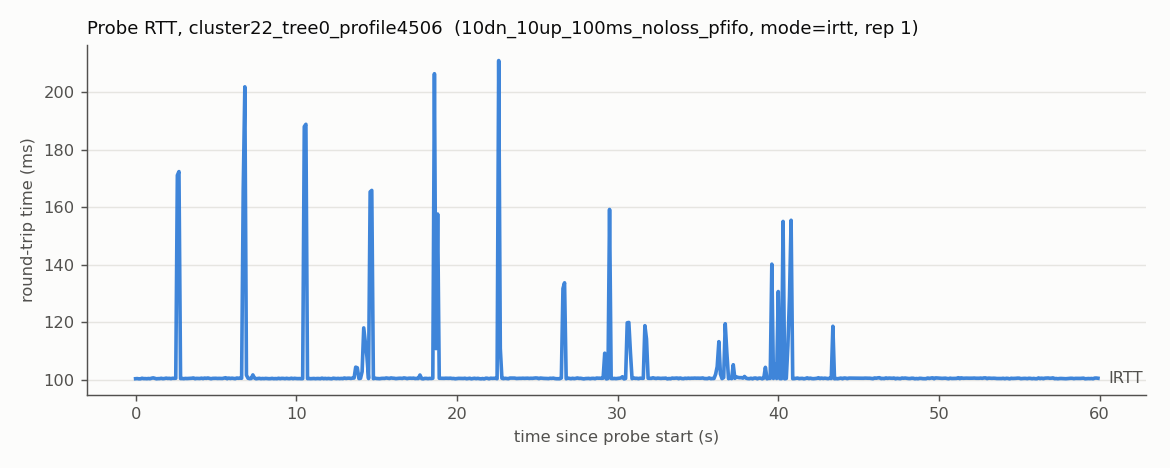 Probe RTT, cluster22_tree0_profile4506 (10dn_10up_100ms_noloss_pfifo, mode=irtt, rep 1)
round-trip time (ms)
200
180
160
140
120
100
IRTT
0 10 20 30 40 50 60
time since probe start (s)